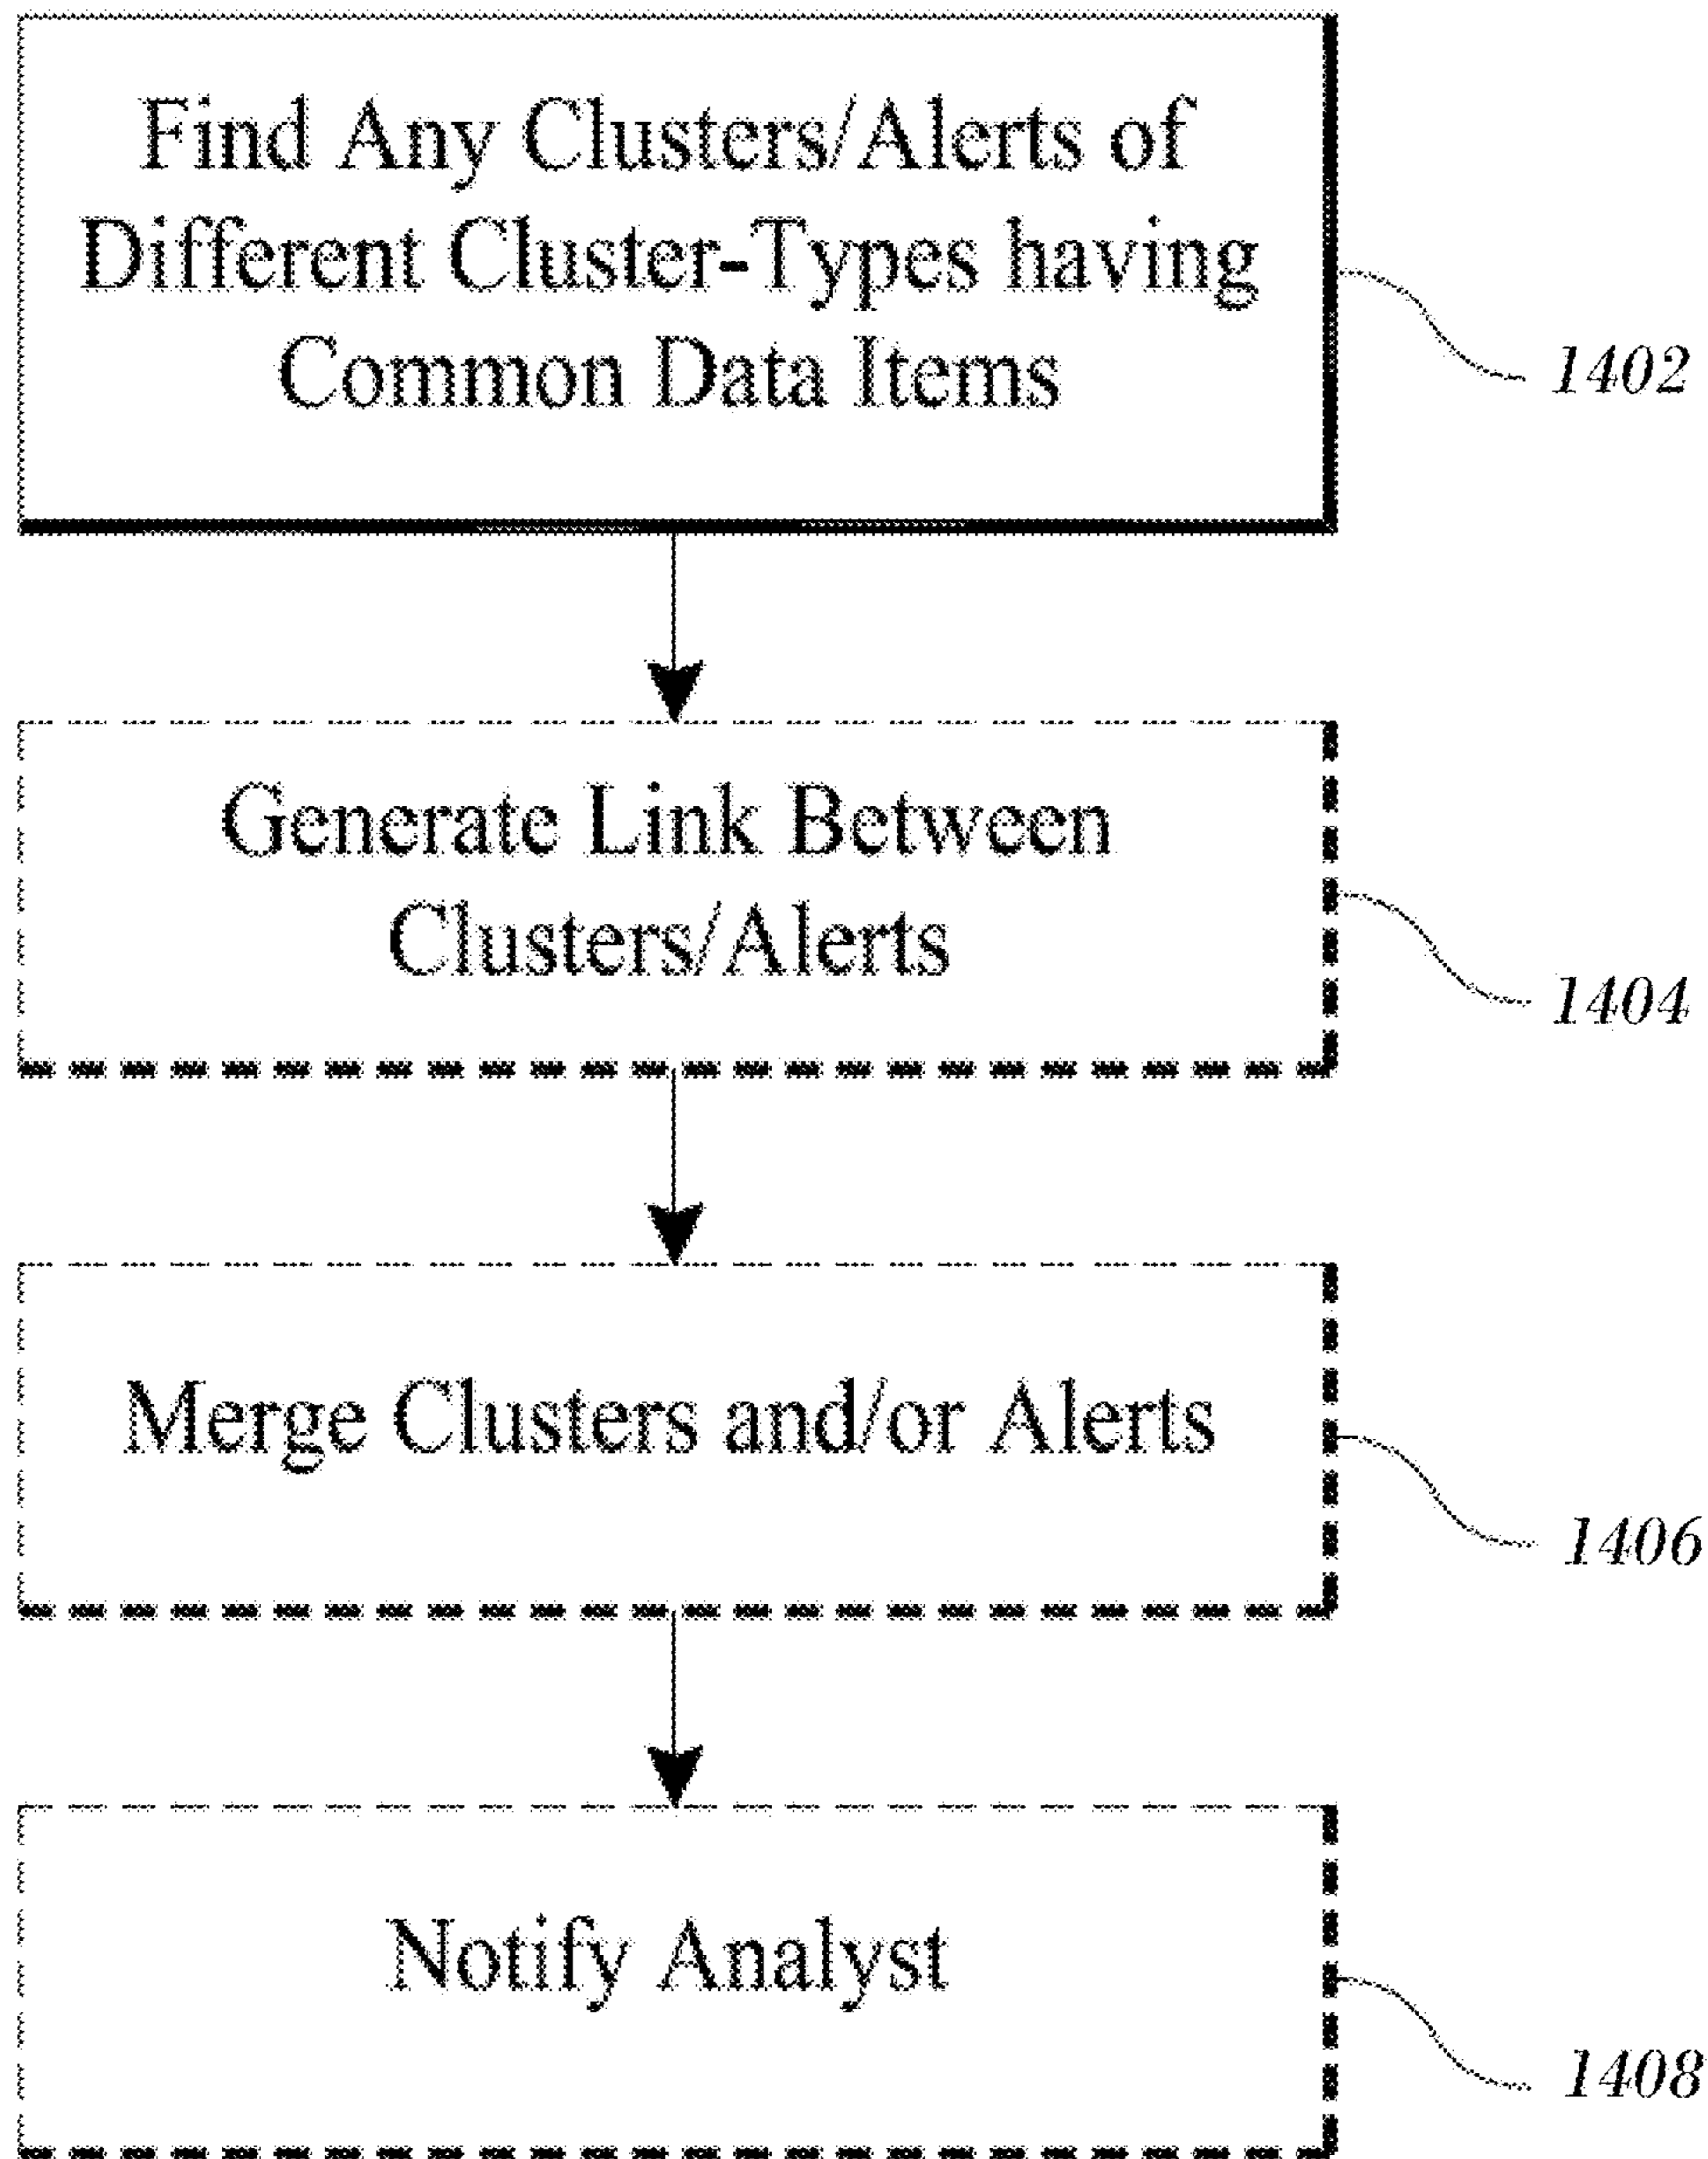 Find Any Clusters/Alerts of
Different Cluster-Types having
Common Data Items
1402
Generate Link Between
Clusters/Alerts
1404
Merge Clusters and/or Alerts
1406
Notify Analyst
1408